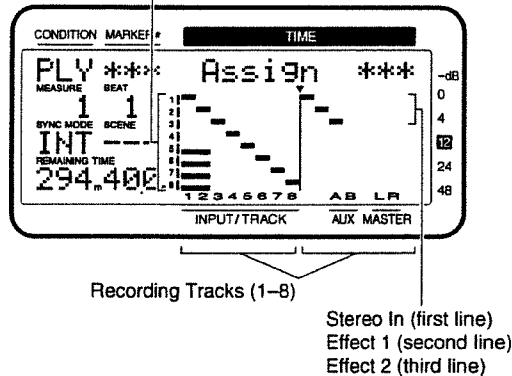 CONDITION MARKER # TIME
PLY *** Assign ***
MEASURE BEAT
1 1
SYNC MODE SCENE
INT ---
REMAINING TIME
294m40
-dB
0
4
12
24
48
1
2
3
4
5
6
7
8
1 2 3 4 5 6 7 8 A B L R
INPUT/TRACK AUX MASTER
Recording Tracks (1–8)
Stereo In (first line)
Effect 1 (second line)
Effect 2 (third line)